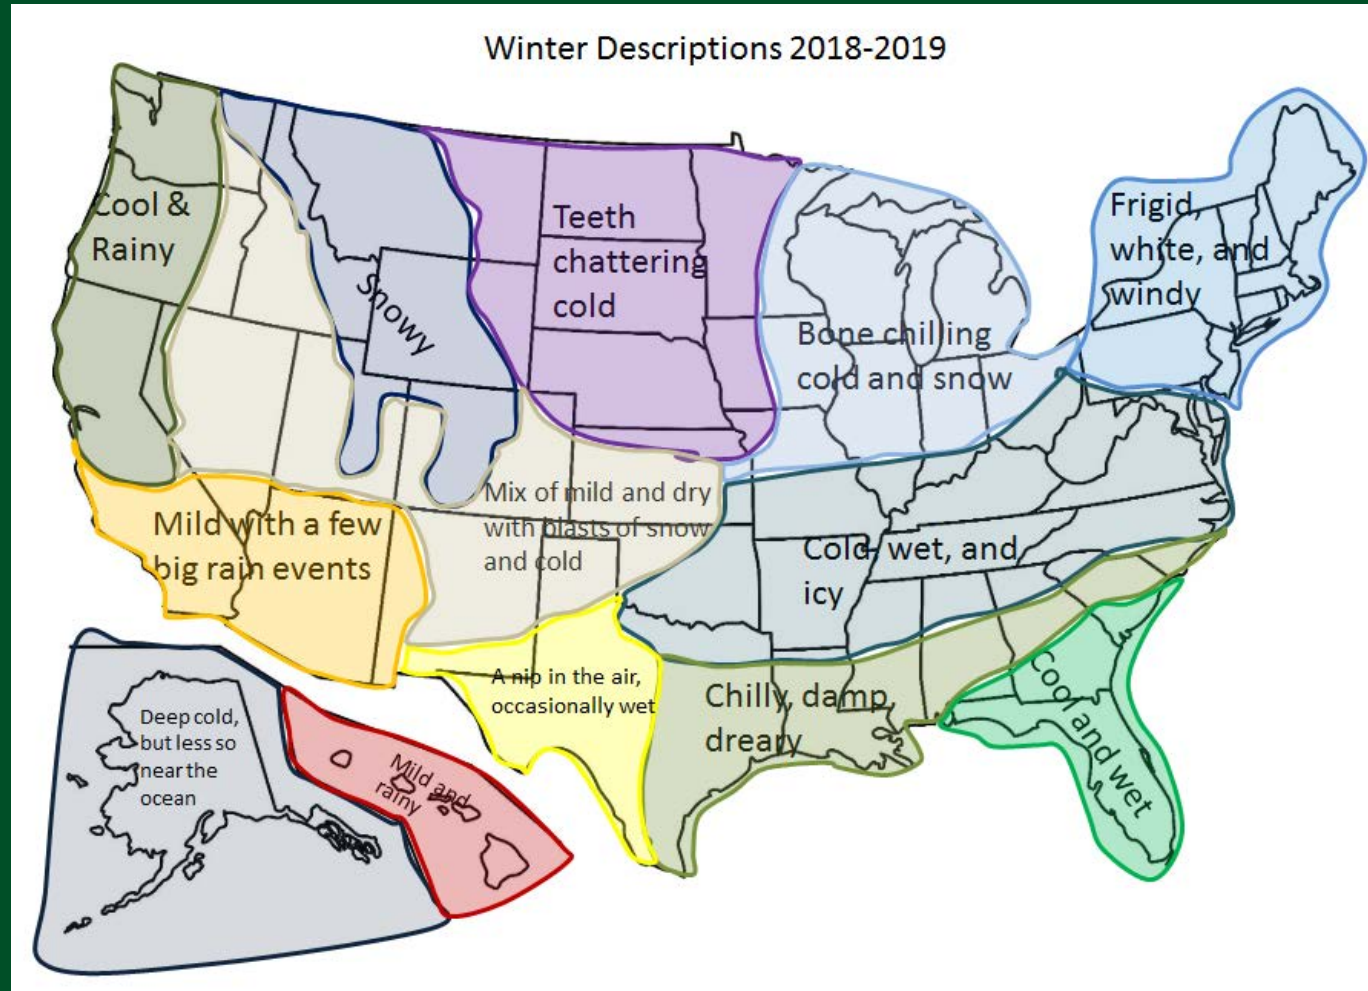 Winter Descriptions 2018-2019
Cool &
Rainy
Snowy
Teeth
chattering
cold
Bone chilling
cold and snow
Frigid,
white, and
windy
Mild with a few
big rain events
Mix of mild and dry
with blasts of snow
and cold
Cold, wet, and
icy
A nip in the air,
occasionally wet
Chilly, damp,
dreary
Cool and wet
Deep cold,
but less so
near the
ocean
Mild and
rainy